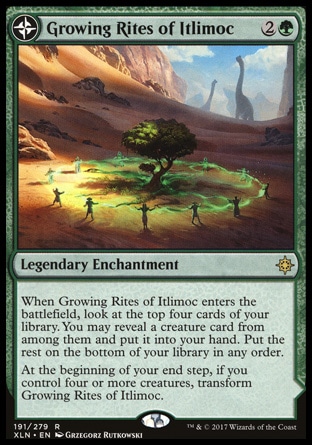 Growing Rites of Itlimoc 2
Legendary Enchantment
When Growing Rites of Itlimoc enters the
battlefield, look at the top four cards of your
library. You may reveal a creature card from
among them and put it into your hand. Put the
rest on the bottom of your library in any order.
At the beginning of your end step, if you
control four or more creatures, transform
Growing Rites of Itlimoc.
191/279 R
XLN • EN Grzegorz Rutkowski
™ & © 2017 Wizards of the Coast